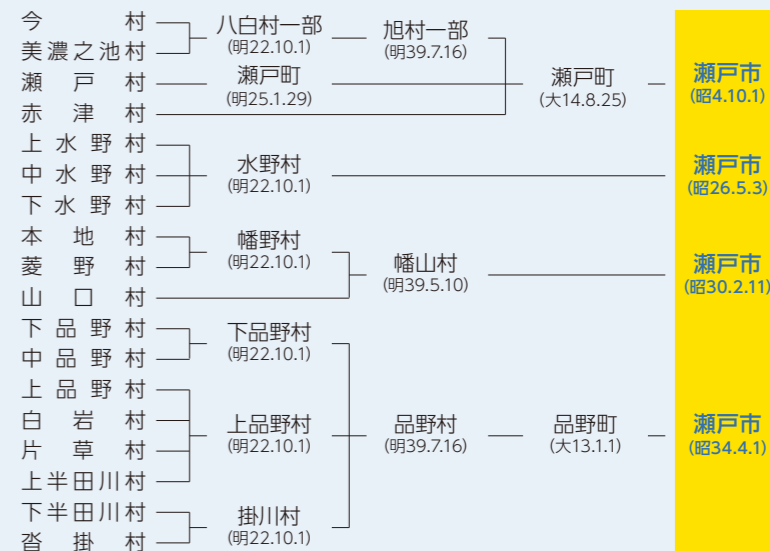 今村
美濃之池村
瀬戸村
赤津村
上水野村
中水野村
下水野村
本地村
菱野村
山口村
下品野村
中品野村
上品野村
白岩村
片草村
上半田川村
下半田川村
沓掛村
八白村一部
(明22.10.1)
瀬戸町
(明25.1.29)
水野村
(明22.10.1)
幡野村
(明22.10.1)
下品野村
(明22.10.1)
上品野村
(明22.10.1)
掛川村
(明22.10.1)
旭村一部
(明39.7.16)
幡山村
(明39.5.10)
品野村
(明39.7.16)
瀬戸町
(大14.8.25)
品野町
(大13.1.1)
瀬戸市
(昭4.10.1)
瀬戸市
(昭26.5.3)
瀬戸市
(昭30.2.11)
瀬戸市
(昭34.4.1)